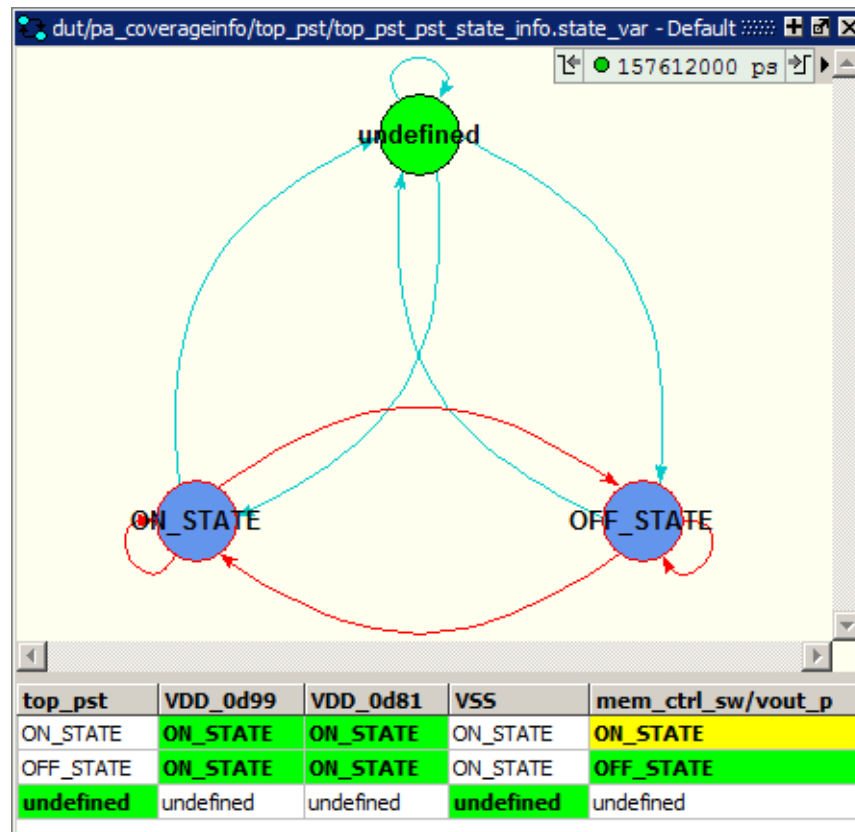 dut/pa_coverageinfo/top_pst/top_pst_pst_state_info.state_var - Default
157612000 ps
undefined
ON_STATE
OFF_STATE
top_pst VDD_0d99 VDD_0d81 VSS mem_ctrl_sw/vout_p
ON_STATE ON_STATE ON_STATE ON_STATE ON_STATE
OFF_STATE ON_STATE ON_STATE ON_STATE OFF_STATE
undefined undefined undefined undefined undefined